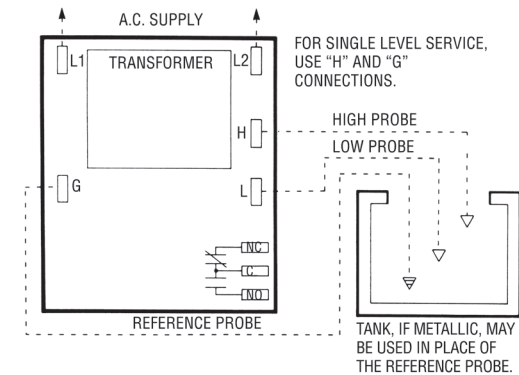 A.C. SUPPLY
L1
TRANSFORMER
L2
FOR SINGLE LEVEL SERVICE,
USE “H” AND “G”
CONNECTIONS.
H
HIGH PROBE
LOW PROBE
G
L
NC
C
NO
REFERENCE PROBE
TANK, IF METALLIC, MAY
BE USED IN PLACE OF
THE REFERENCE PROBE.